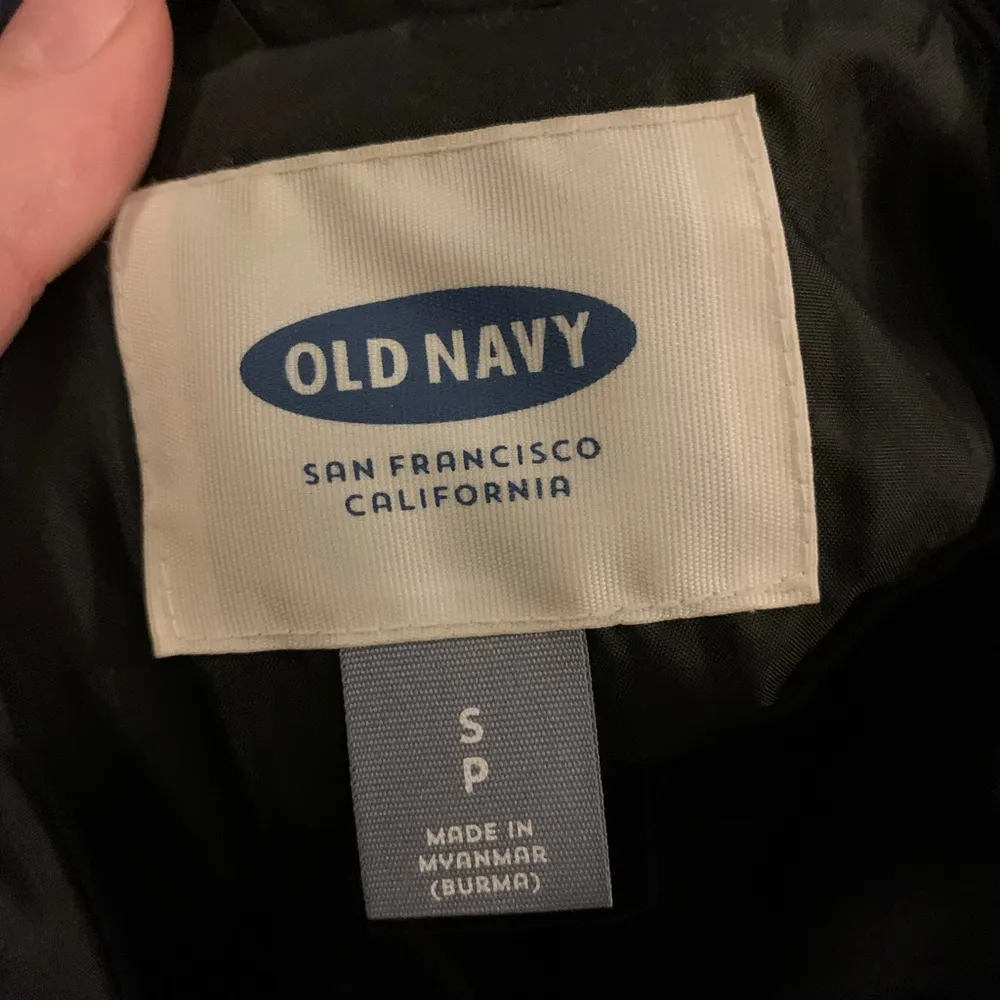 OLD NAVY
SAN FRANCISCO
CALIFORNIA
S
P
MADE IN
MYANMAR
(BURMA)